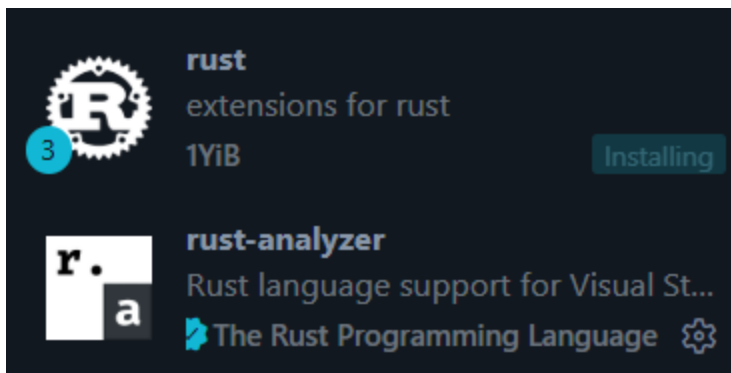 rust
extensions for rust
3
1YiB
Installing
R
rust-analyzer
Rust language support for Visual St...
The Rust Programming Language
r.
a